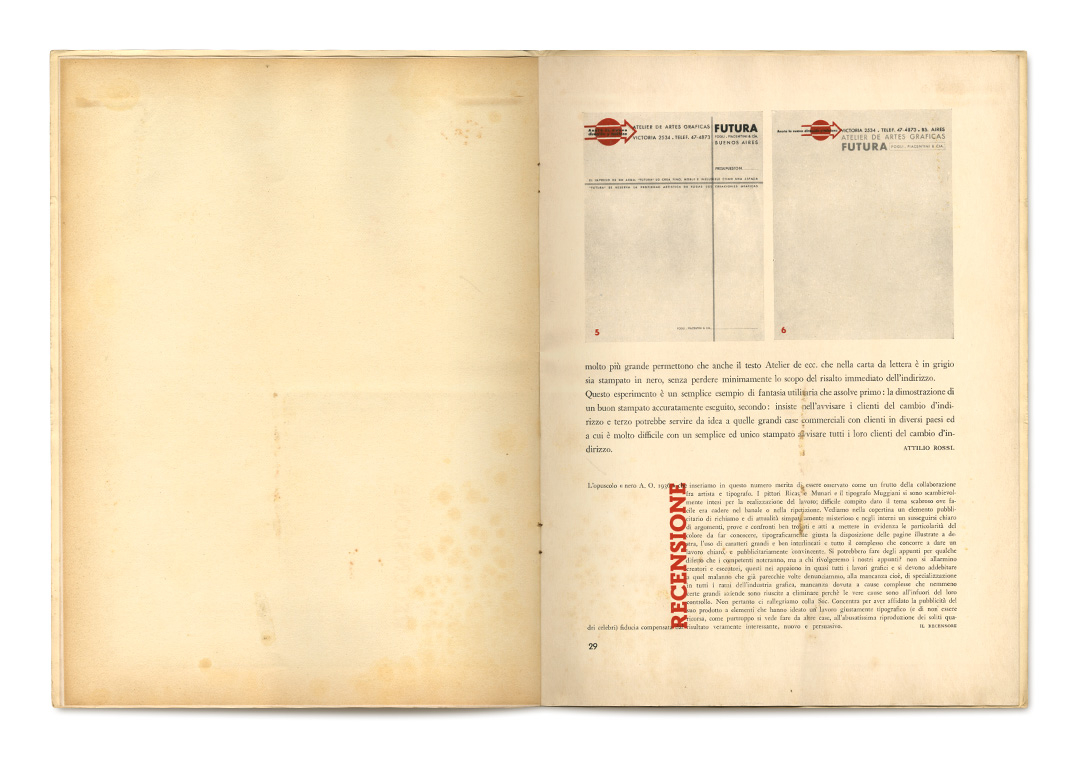 ATELIER DE ARTES GRAFICAS
VICTORIA 2534 . TELEF. 47-4873
FUTURA
FOGLI , PIACENTINI & CIA.
BUENOS AIRES
PRESUPUESTO N.
FOGLI , PIACENTINI & CIA.
5
VICTORIA 2534 . TELEF. 47-4873 . BS. AIRES
ATELIER DE ARTES GRAFICAS
FUTURA FOGLI , PIACENTINI & CIA.
6
molto più grande permettono che anche il testo Atelier de ecc. che nella carta da lettera è in grigio
sia stampato in nero, senza perdere minimamente lo scopo del risalto immediato dell'indirizzo.
Questo esperimento è un semplice esempio di fantasia utilitaria che assolve primo : la dimostrazione di
un buon stampato accuratamente eseguito, secondo : insiste nell'avvisare i clienti del cambio d'indi-
rizzo e terzo potrebbe servire da idea a quelle grandi case commerciali con clienti in diversi paesi ed
a cui è molto difficile con un semplice ed unico stampato avvisare tutti i loro clienti del cambio d'in-
dirizzo. ATTILIO ROSSI.
RECENSIONE
L'opuscolo « nero A. O. inseriamo in questo numero merita di essere osservato come un frutto della collaborazione
fra artista e tipografo. I pittori Ricas e Munari e il tipografo Muggiani si sono scambievol-
mente intesi per la realizzazione del lavoro; difficile compito dato il tema scabroso ove fa-
cile era cadere nel banale o nella ripetizione. Vediamo nella copertina un elemento pubbli-
citario di richiamo e di attualità simpaticamente misterioso e negli interni un susseguirsi chiaro
di argomenti, prove e confronti ben trovati e atti a mettere in evidenza le particolarità del
colore da far conoscere, tipograficamente giusta la disposizione delle pagine illustrate a de-
stra, l'uso di caratteri grandi e ben interlineati e tutto il complesso che concorre a dare un
lavoro chiaro, e pubblicitariamente convincente. Si potrebbero fare degli appunti per qualche
difetto che i competenti noteranno, ma a chi rivolgeremo i nostri appunti? non si allarmino
creatori e esecutori, questi nei appaiono in quasi tutti i lavori grafici e si devono addebitare
a quel malanno che già parecchie volte denunciammo, alla mancanza cioè, di specializzazione
in tutti i rami dell'industria grafica, mancanza dovuta a cause complesse che nemmeno
certe grandi aziende sono riuscite a eliminare perchè le vere cause sono all'infuori del loro
controllo. Non pertanto ci rallegriamo colla Soc. Concentra per aver affidato la pubblicità del
suo prodotto a elementi che hanno ideato un lavoro giustamente tipografico (e di non essere
ricorsi, come purtroppo si vede fare da altre case, all'abusatissima riproduzione dei soliti qua-
dri celebri) fiducia compensata dal risultato veramente interessante, nuovo e persuasivo. IL RECENSORE
29